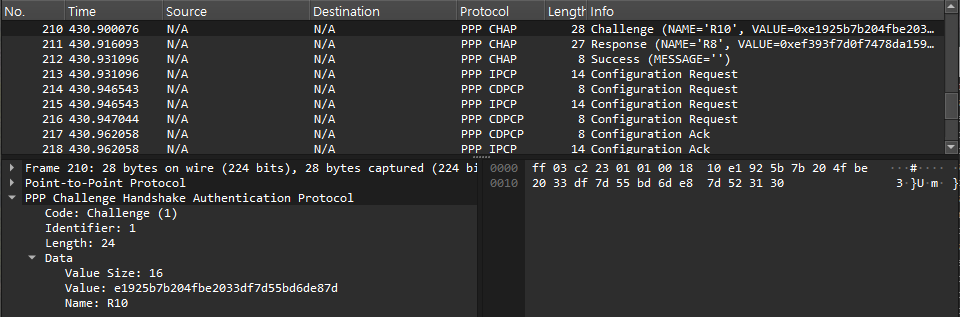 No. Time Source Destination Protocol Length Info
210 430.900076 N/A N/A PPP CHAP 28 Challenge (NAME='R10', VALUE=0xe1925b7b204fbe203…
211 430.916093 N/A N/A PPP CHAP 27 Response (NAME='R8', VALUE=0xef393f7d0f7478da159…
212 430.931096 N/A N/A PPP CHAP 8 Success (MESSAGE='')
213 430.931096 N/A N/A PPP IPCP 14 Configuration Request
214 430.946543 N/A N/A PPP CDPCP 8 Configuration Request
215 430.946543 N/A N/A PPP IPCP 14 Configuration Request
216 430.947044 N/A N/A PPP CDPCP 8 Configuration Request
217 430.962058 N/A N/A PPP CDPCP 8 Configuration Ack
218 430.962058 N/A N/A PPP IPCP 14 Configuration Ack
Frame 210: 28 bytes on wire (224 bits), 28 bytes captured (224 bi
Point-to-Point Protocol
PPP Challenge Handshake Authentication Protocol
Code: Challenge (1)
Identifier: 1
Length: 24
Data
Value Size: 16
Value: e1925b7b204fbe2033df7d55bd6de87d
Name: R10
0000 ff 03 c2 23 01 01 00 18 10 e1 92 5b 7b 20 4f be ···#····
0010 20 33 df 7d 55 bd 6d e8 7d 52 31 30 3·}U·m· }